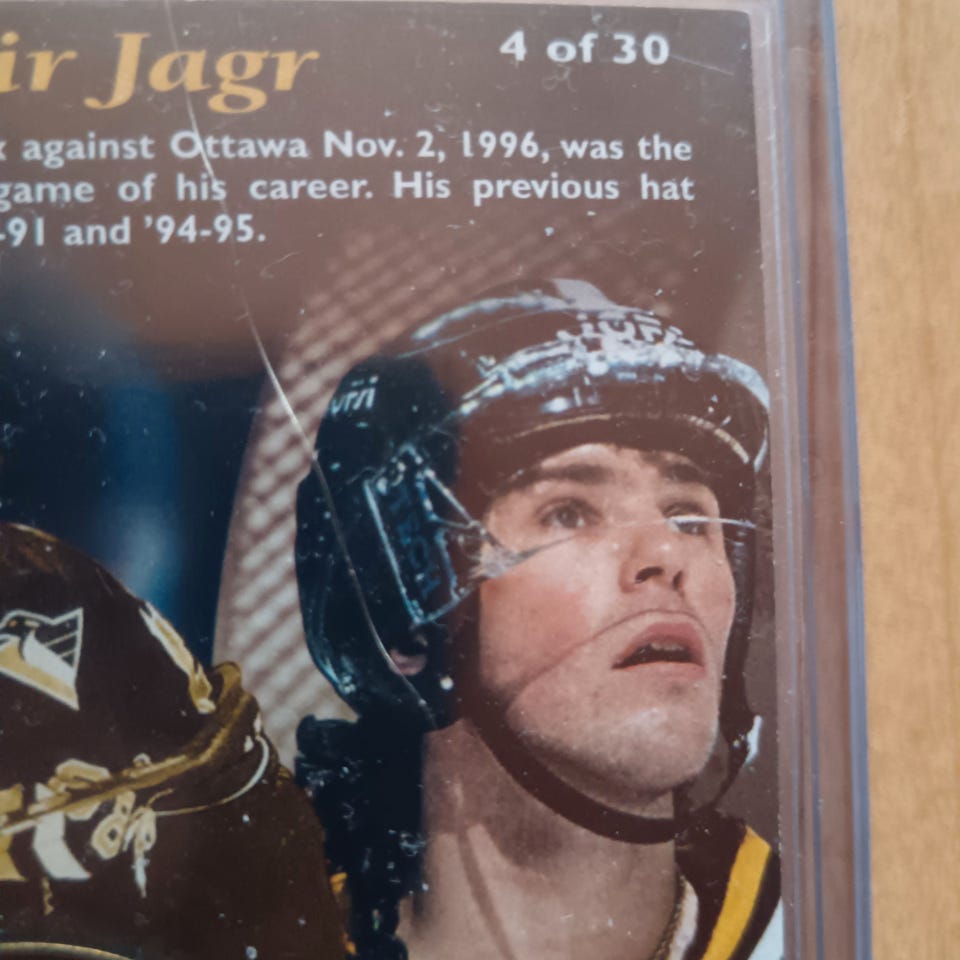 ir Jagr
4 of 30
against Ottawa Nov. 2, 1996, was the
game of his career. His previous hat
-91 and '94-95.
JOFA